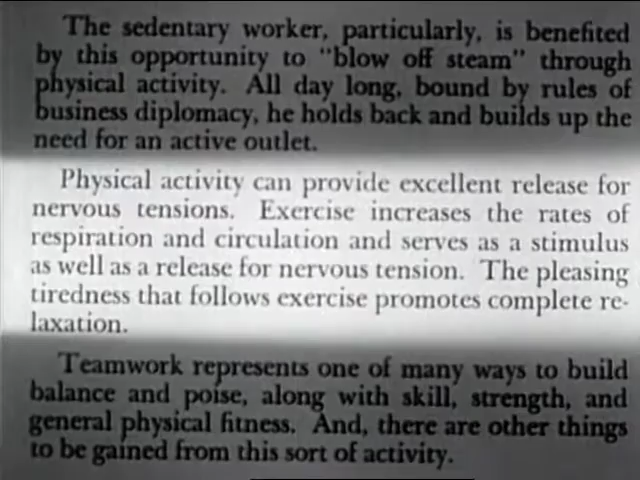 The sedentary worker, particularly, is benefited
by this opportunity to "blow off steam" through
physical activity. All day long, bound by rules of
business diplomacy, he holds back and builds up the
need for an active outlet.
Physical activity can provide excellent release for
nervous tensions. Exercise increases the rates of
respiration and circulation and serves as a stimulus
as well as a release for nervous tension. The pleasing
tiredness that follows exercise promotes complete re-
laxation.
Teamwork represents one of many ways to build
balance and poise, along with skill, strength, and
general physical fitness. And, there are other things
to be gained from this sort of activity.